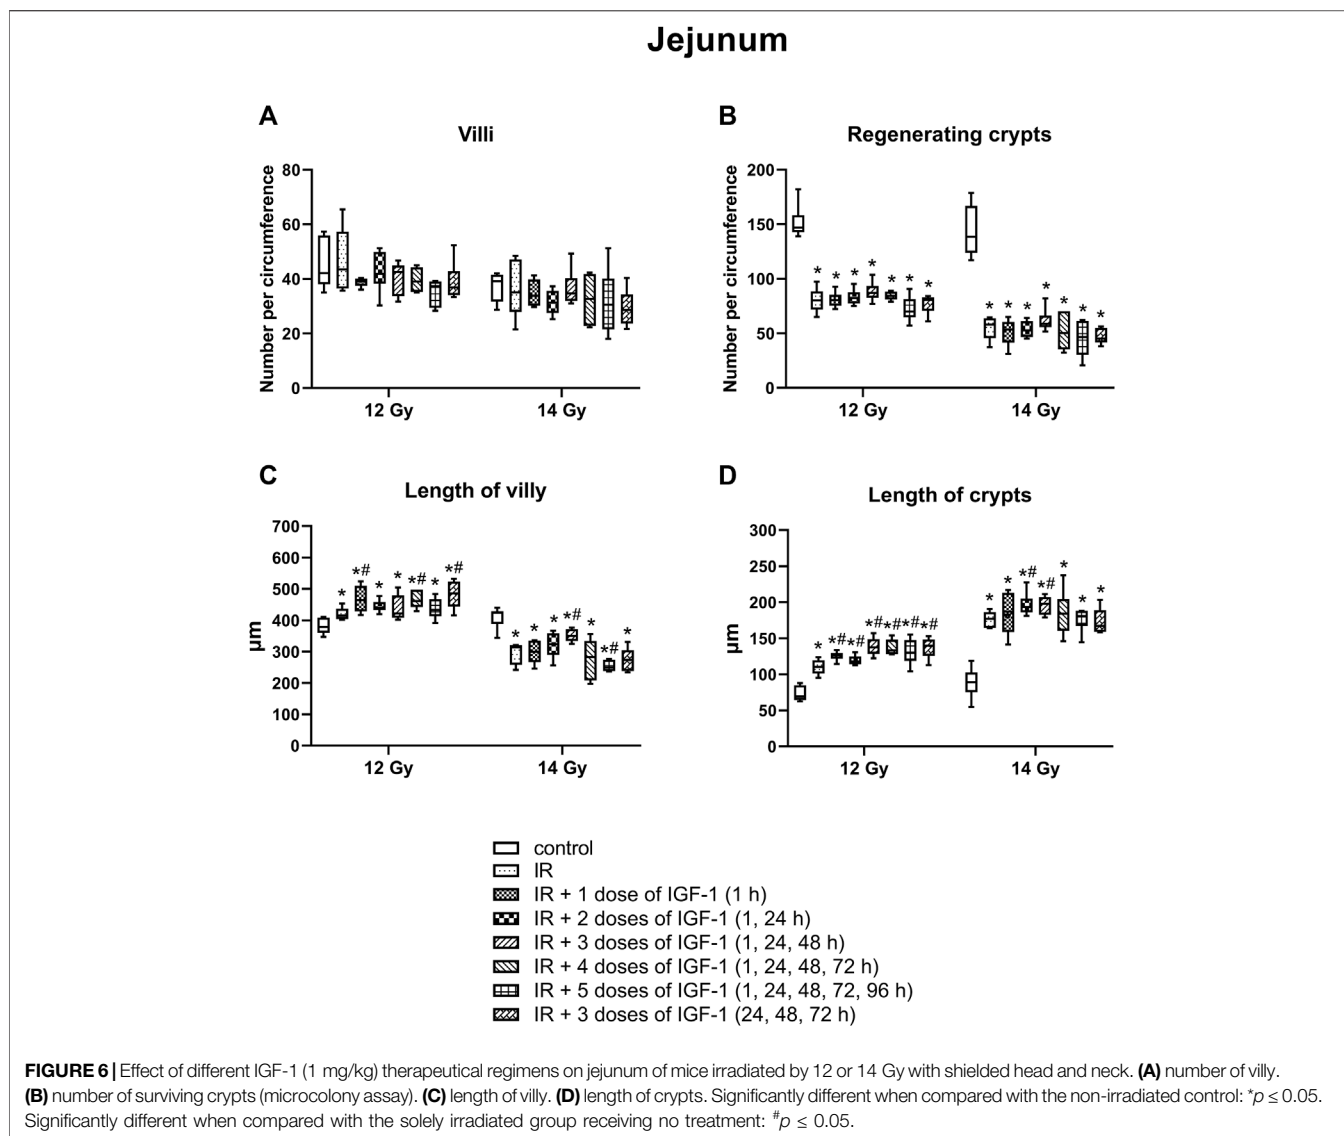 Jejunum
A
Villi
Number per circumference
80
60
40
20
0
12 Gy
14 Gy
B
Regenerating crypts
Number per circumference
200
150
100
50
0
* * * * * * *
* * * * * * *
12 Gy
14 Gy
C
Length of villy
µm
700
600
500
400
300
200
100
0
* *# * * *# * *#
* * * *# * *# *
12 Gy
14 Gy
D
Length of crypts
µm
300
250
200
150
100
50
0
* *# *# *# *# *# *#
* * *# *# * * *
12 Gy
14 Gy
control
IR
IR + 1 dose of IGF-1 (1 h)
IR + 2 doses of IGF-1 (1, 24 h)
IR + 3 doses of IGF-1 (1, 24, 48 h)
IR + 4 doses of IGF-1 (1, 24, 48, 72 h)
IR + 5 doses of IGF-1 (1, 24, 48, 72, 96 h)
IR + 3 doses of IGF-1 (24, 48, 72 h)
FIGURE 6 | Effect of different IGF-1 (1 mg/kg) therapeutical regimens on jejunum of mice irradiated by 12 or 14 Gy with shielded head and neck. (A) number of villy.
(B) number of surviving crypts (microcolony assay). (C) length of villy. (D) length of crypts. Significantly different when compared with the non-irradiated control: *p ≤ 0.05.
Significantly different when compared with the solely irradiated group receiving no treatment: #p ≤ 0.05.